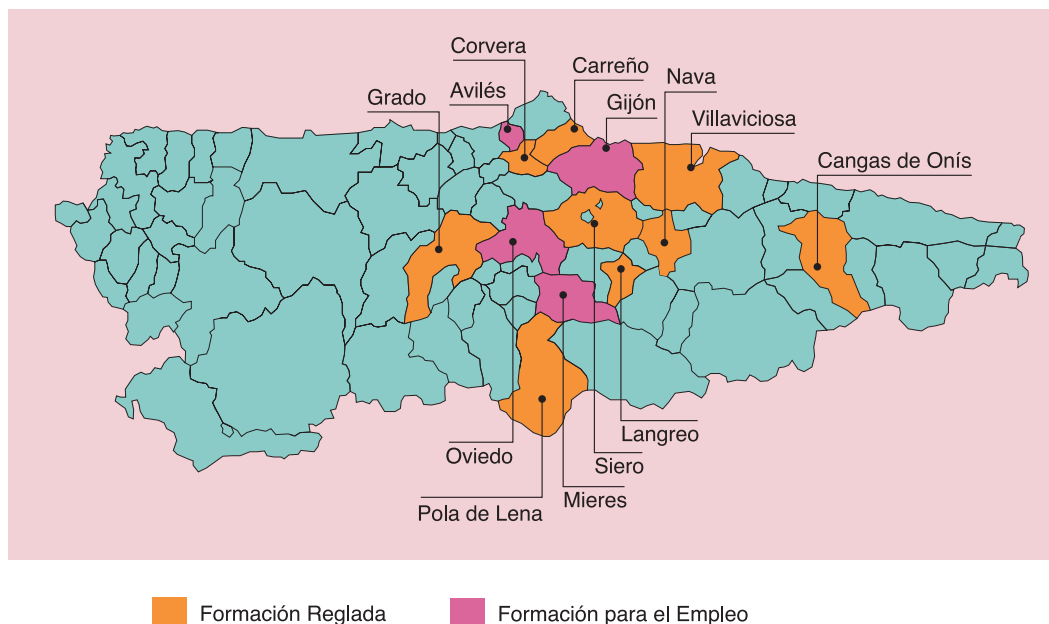 Corvera
Carreño
Nava
Avilés
Grado
Gijón
Villaviciosa
Cangas de Onís
Langreo
Oviedo
Siero
Mieres
Pola de Lena
Formación Reglada
Formación para el Empleo